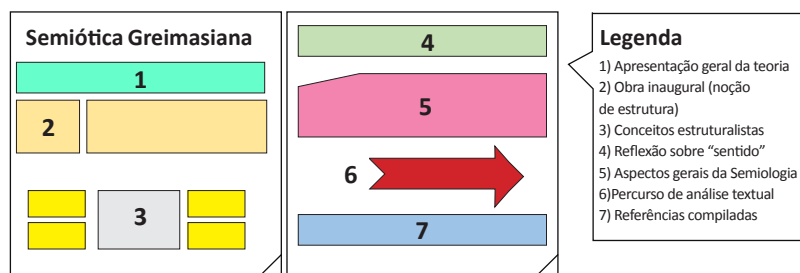 Semiótica Greimasiana
1
2
3
4
5
6
7
Legenda
1) Apresentação geral da teoria
2) Obra inaugural (noção
de estrutura)
3) Conceitos estruturalistas
4) Reflexão sobre “sentido”
5) Aspectos gerais da Semiologia
6)Percurso de análise textual
7) Referências compiladas